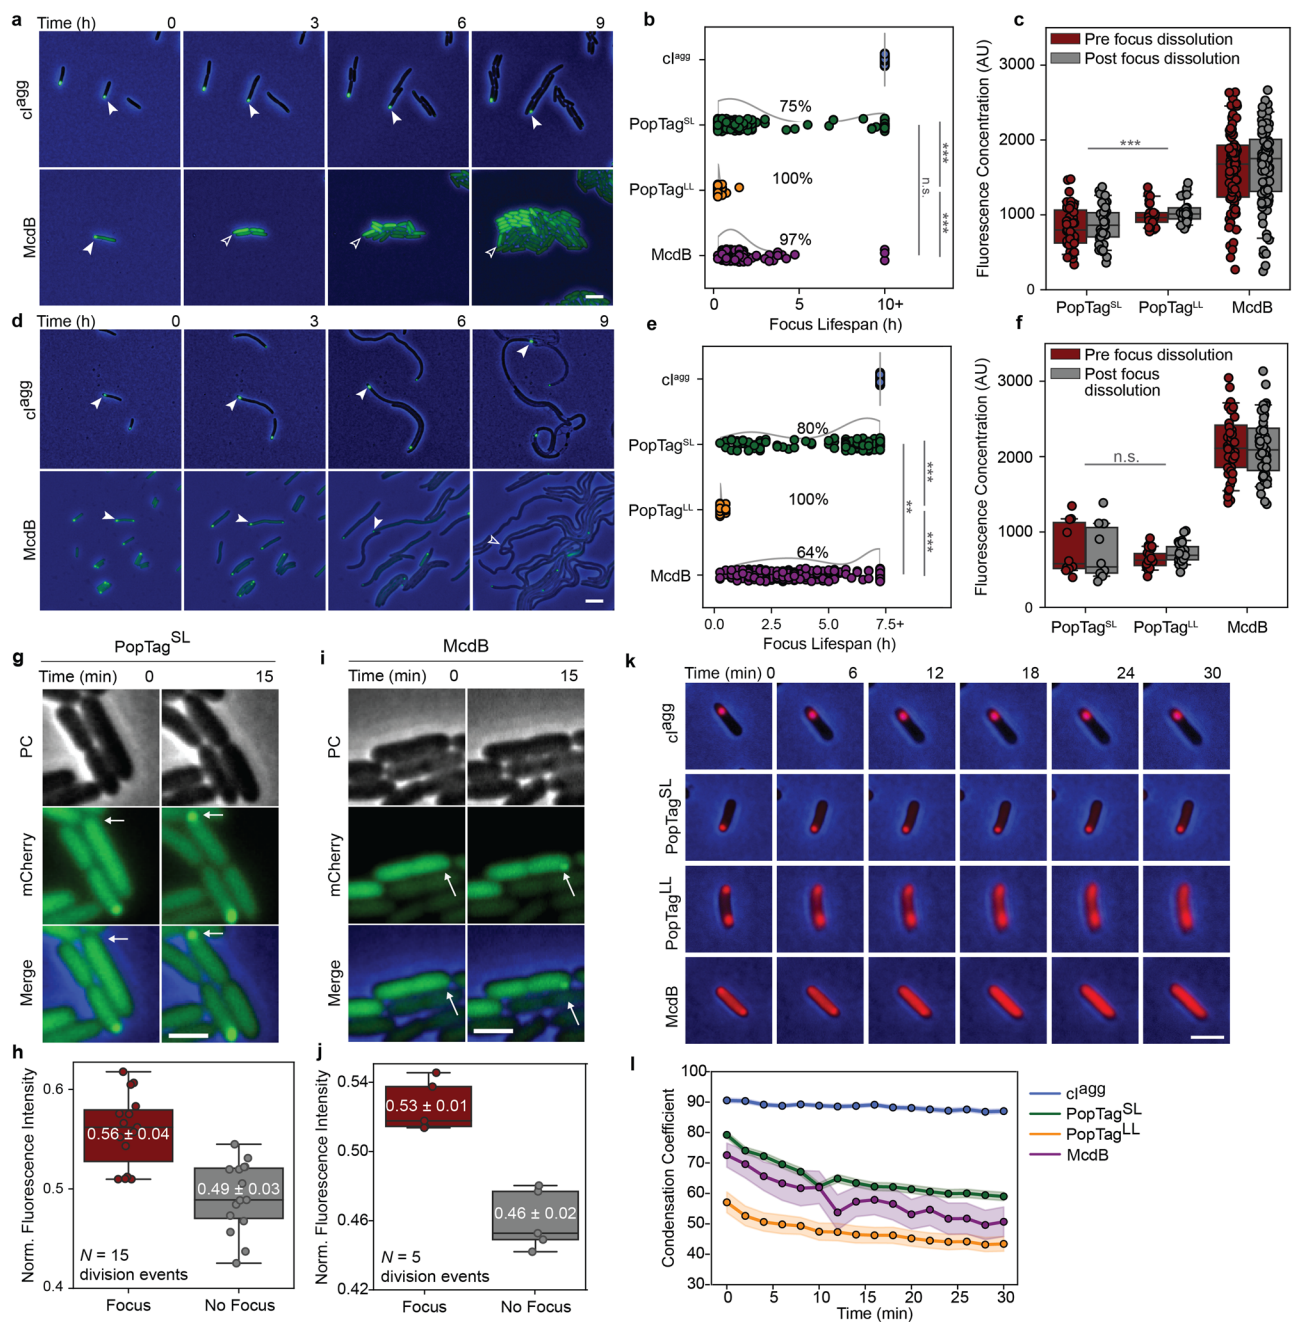 a Time (h) 0 3 6 9
cI^agg
McdB
b
cI^agg
PopTag^SL
PopTag^LL
McdB
75%
100%
97%
***
n.s.
***
0 5 10+
Focus Lifespan (h)
c
Fluorescence Concentration (AU)
Pre focus dissolution
Post focus dissolution
***
3000
2000
1000
0
PopTag^SL PopTag^LL McdB
d Time (h) 0 3 6 9
cI^agg
McdB
e
cI^agg
PopTag^SL
PopTag^LL
McdB
80%
100%
64%
***
**
***
0.0 2.5 5.0 7.5+
Focus Lifespan (h)
f
Fluorescence Concentration (AU)
Pre focus dissolution
Post focus
dissolution
n.s.
3000
2000
1000
0
PopTag^SL PopTag^LL McdB
g PopTag^SL
Time (min) 0 15
PC
mCherry
Merge
i McdB
Time (min) 0 15
PC
mCherry
Merge
k Time (min) 0 6 12 18 24 30
cI^agg
PopTag^SL
PopTag^LL
McdB
h
Norm. Fluorescence Intensity
0.6
0.5
0.4
0.56 ± 0.04
0.49 ± 0.03
N = 15
division events
Focus No Focus
j
Norm. Fluorescence Intensity
0.54
0.50
0.46
0.42
0.53 ± 0.01
0.46 ± 0.02
N = 5
division events
Focus No Focus
l
Condensation Coefficient
100
90
80
70
60
50
40
30
0 5 10 15 20 25 30
Time (min)
cI^agg
PopTag^SL
PopTag^LL
McdB